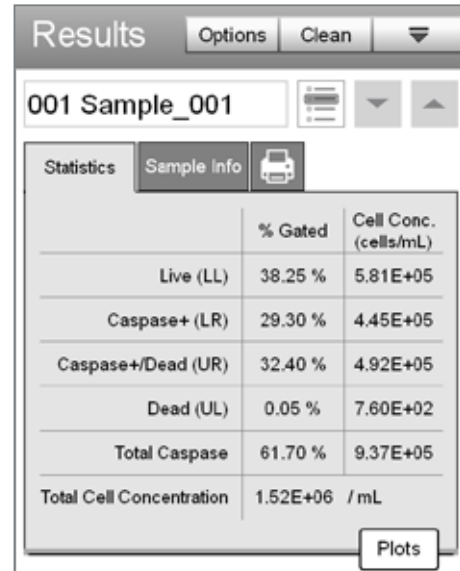 Results Options Clean
001 Sample_001
Statistics Sample Info
% Gated Cell Conc. (cells/mL)
Live (LL) 38.25 % 5.81E+05
Caspase+ (LR) 29.30 % 4.45E+05
Caspase+/Dead (UR) 32.40 % 4.92E+05
Dead (UL) 0.05 % 7.60E+02
Total Caspase 61.70 % 9.37E+05
Total Cell Concentration 1.52E+06 / mL
Plots